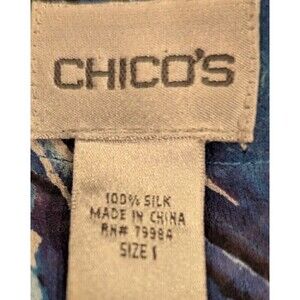 CHICO'S
100% SILK
MADE IN CHINA
RN# 79984
SIZE 1